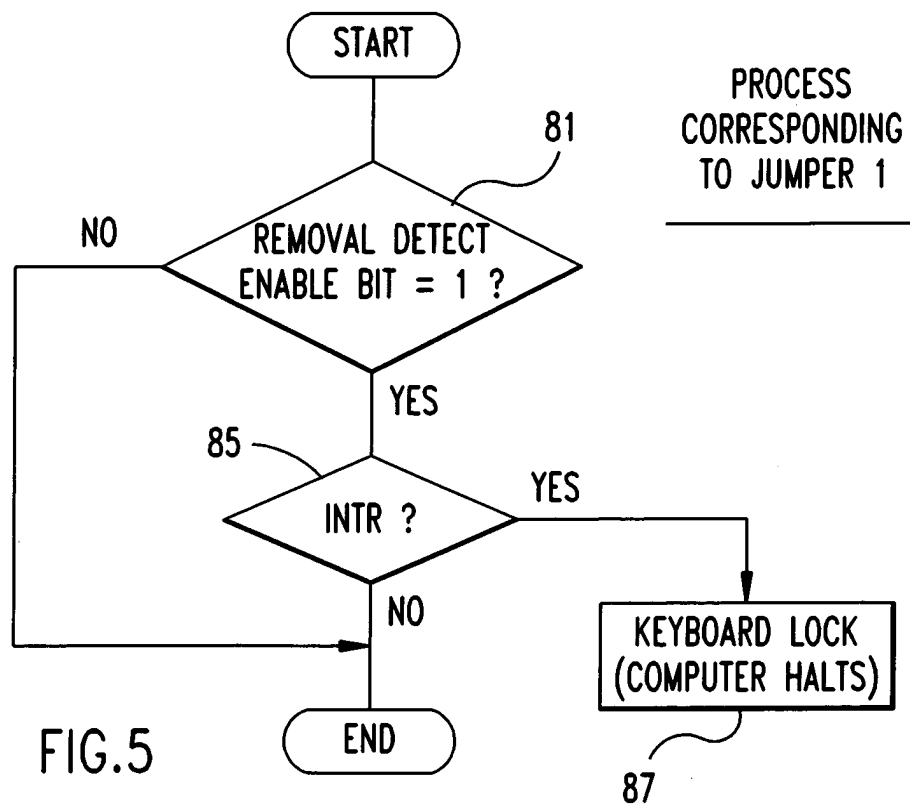 START
PROCESS
CORRESPONDING
TO JUMPER 1
81
NO
REMOVAL DETECT
ENABLE BIT = 1 ?
YES
85
INTR ?
YES
NO
KEYBOARD LOCK
(COMPUTER HALTS)
87
END
FIG.5